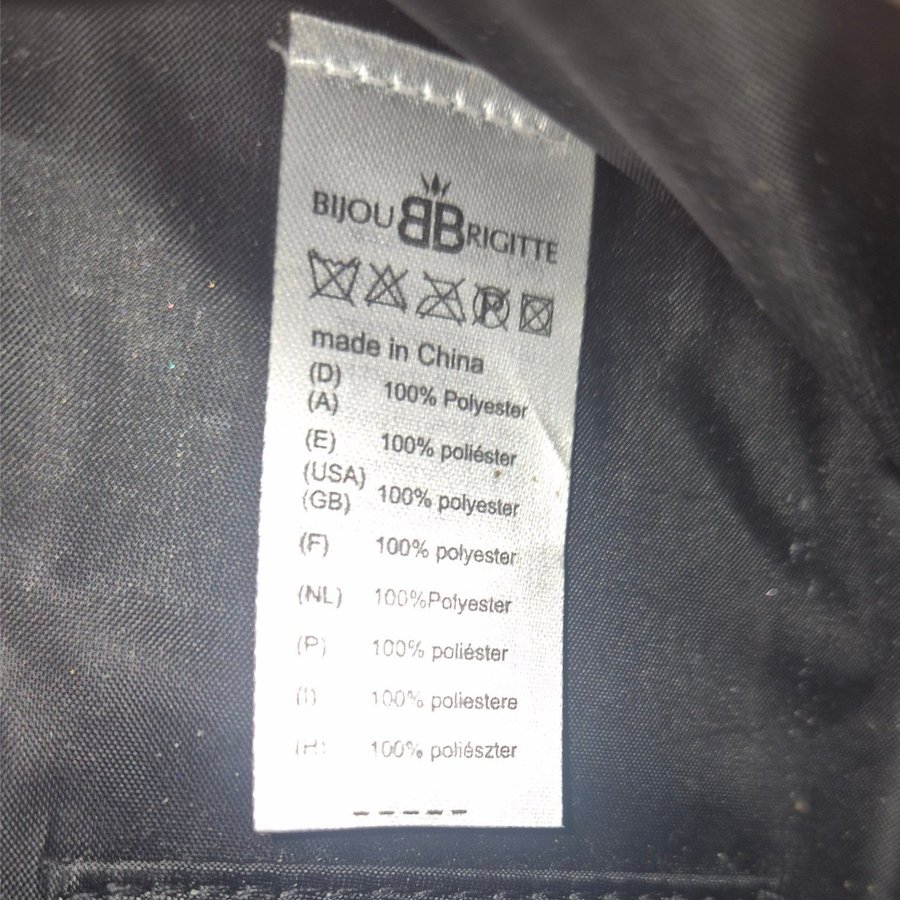 BIJOU BB BRIGITTE
made in China
(D)
(A) 100% Polyester
(E) 100% poliéster
(USA)
(GB) 100% polyester
(F) 100% polyester
(NL) 100%Polyester
(P) 100% poliéster
(I) 100% poliestere
(H) 100% poliészter